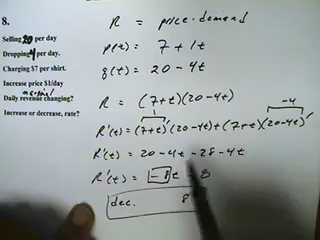 8.
R = price · demand
Selling 20 per day
Dropping 4 per day.
p(t) = 7 + 1t
Charging $7 per shirt.
q(t) = 20 - 4t
Increase price $1/day
Daily revenue changing?
R = (7+t)(20-4t)
-4
Increase or decrease, rate?
R'(t) = (7+t)'(20-4t) + (7+t)(20-4t)'
R'(t) = 20 - 4t - 28 - 4t
R'(t) = -8t 8
dec. 8